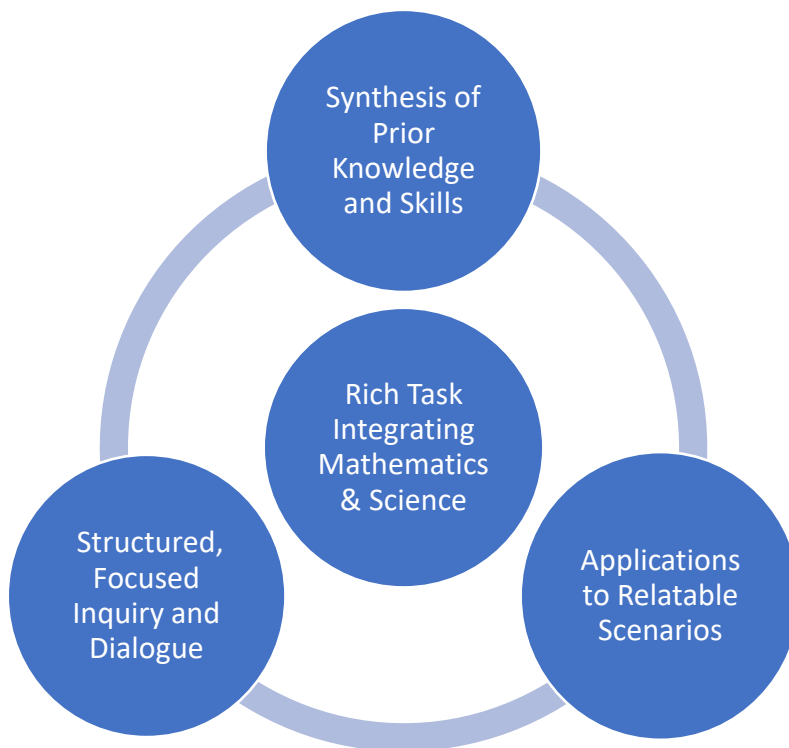 Synthesis of
Prior
Knowledge
and Skills
Rich Task
Integrating
Mathematics
& Science
Structured,
Focused
Inquiry and
Dialogue
Applications
to Relatable
Scenarios